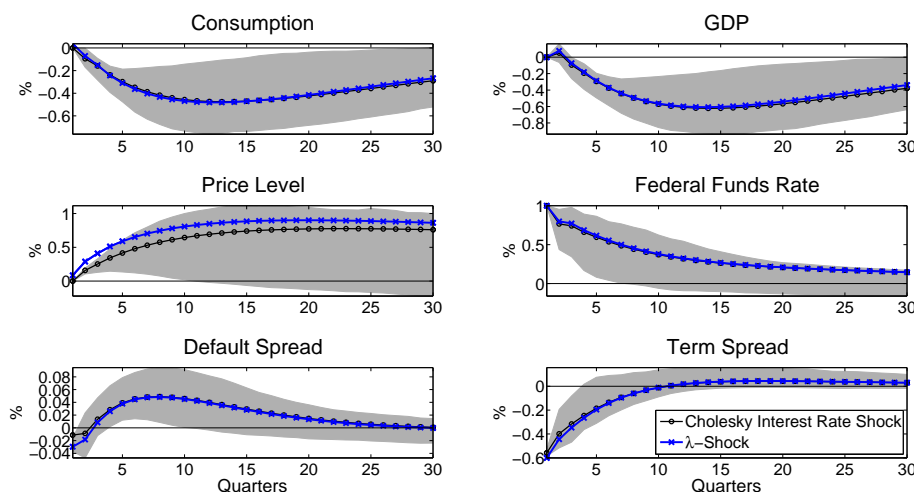 Consumption
GDP
%
0
−0.2
−0.4
−0.6
5 10 15 20 25 30
%
0
−0.2
−0.4
−0.6
−0.8
5 10 15 20 25 30
Price Level
Federal Funds Rate
%
1
0.5
0
5 10 15 20 25 30
%
1
0.5
0
5 10 15 20 25 30
Default Spread
Term Spread
%
0.08
0.06
0.04
0.02
0
−0.02
−0.04
5 10 15 20 25 30
Quarters
%
0
−0.2
−0.4
−0.6
Cholesky Interest Rate Shock
λ−Shock
5 10 15 20 25 30
Quarters